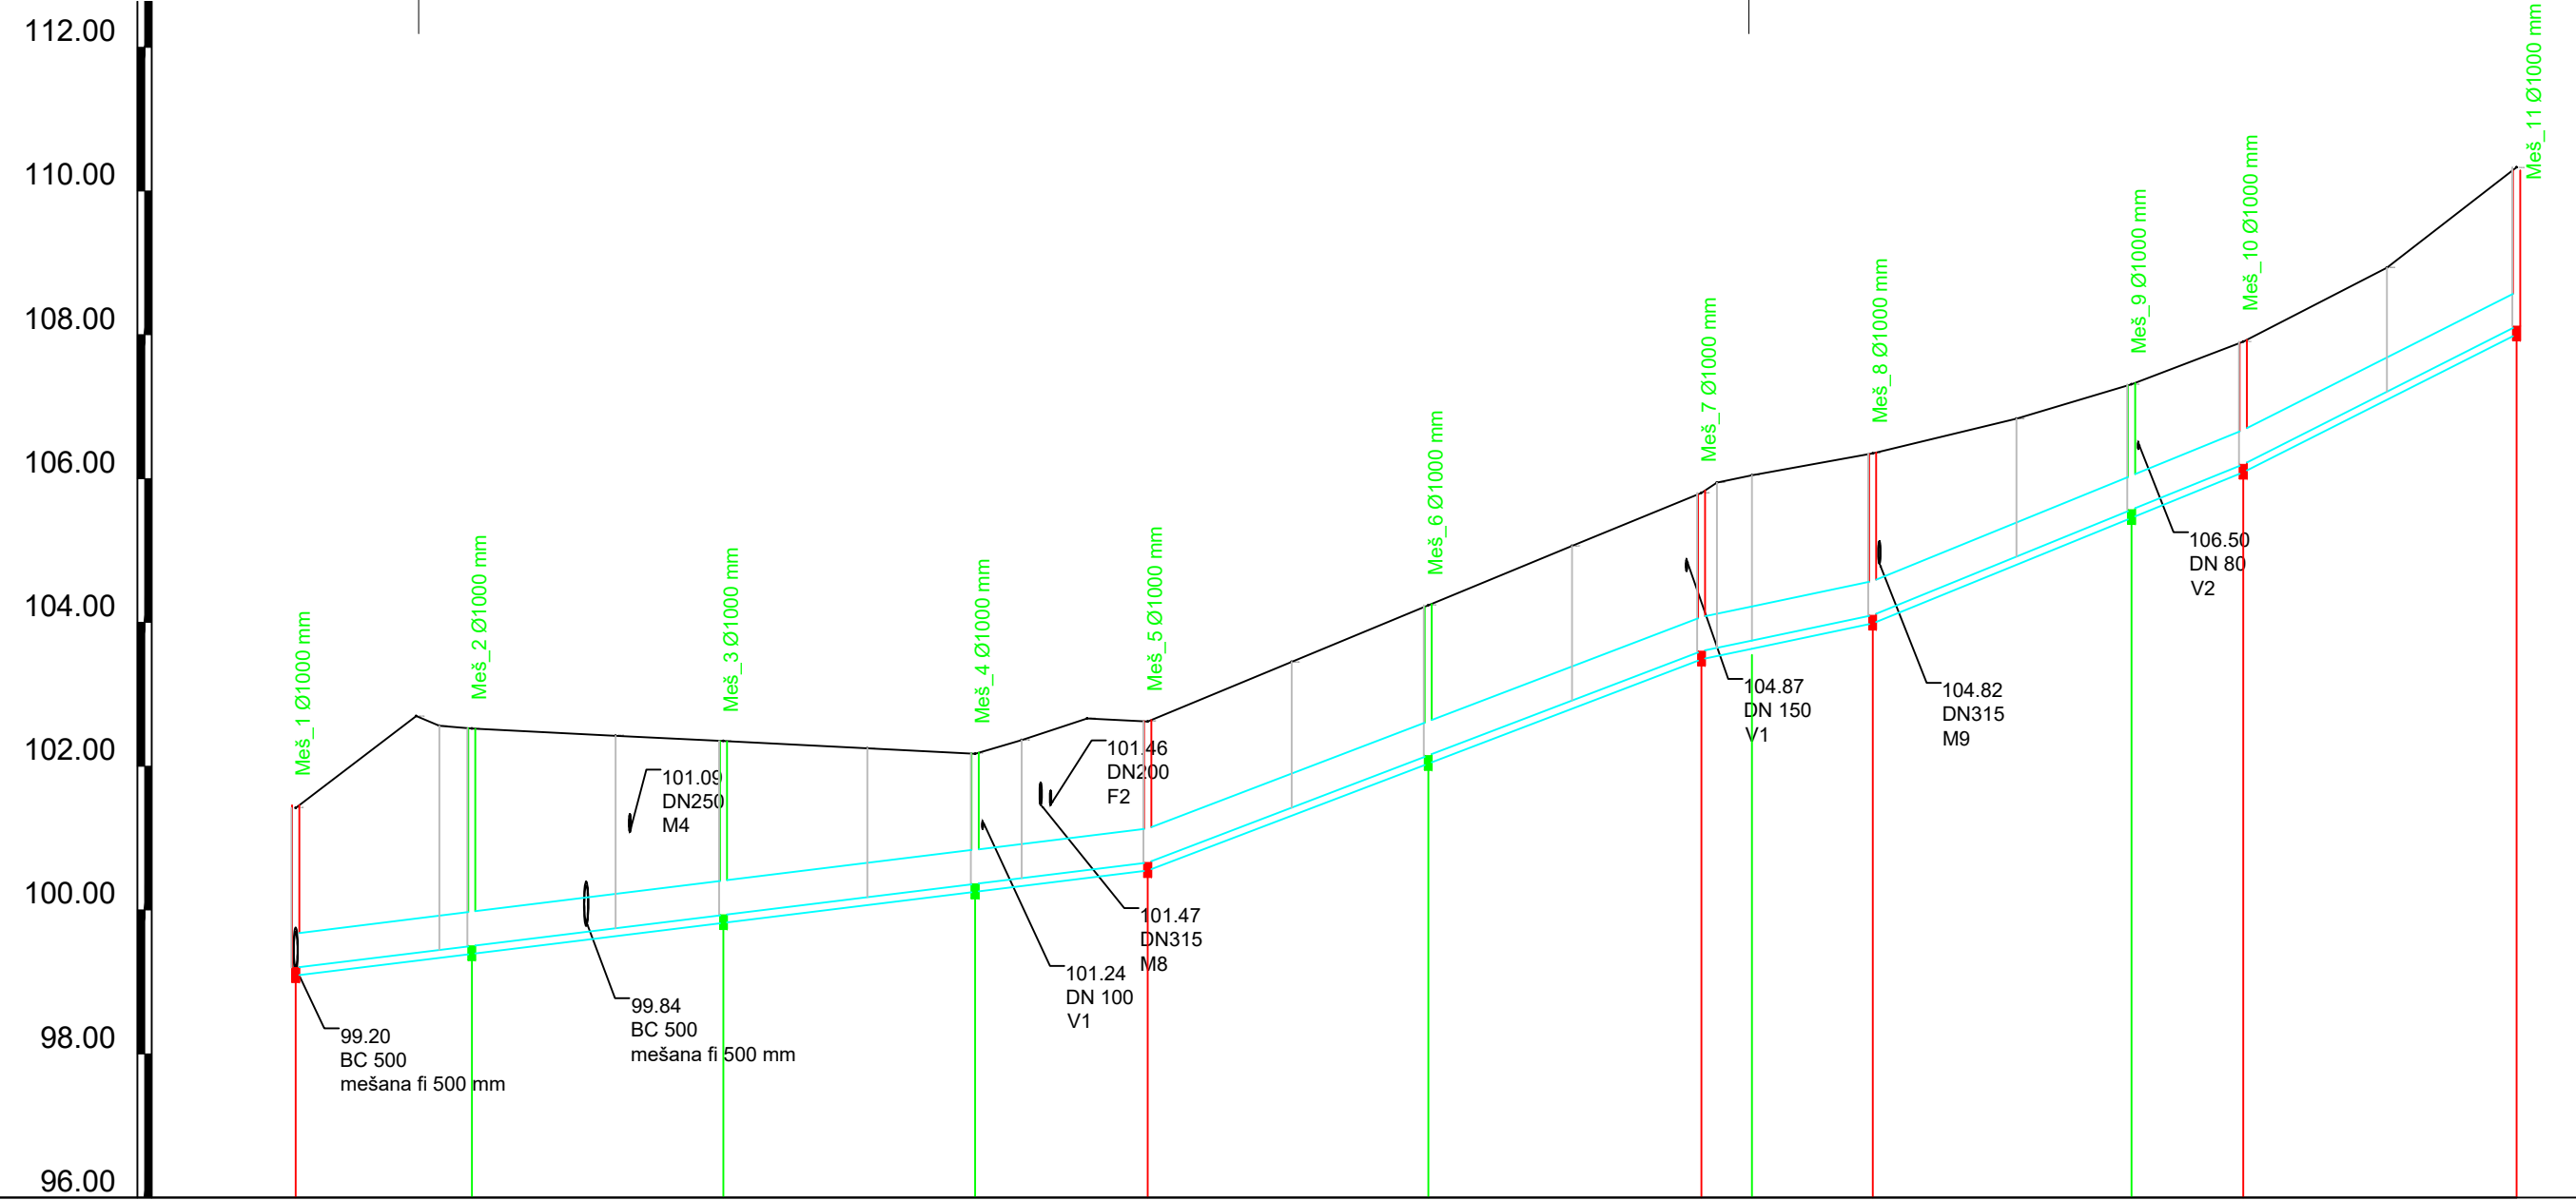 112.00
110.00
108.00
106.00
104.00
102.00
100.00
98.00
96.00
Meš_1 Ø1000 mm
Meš_2 Ø1000 mm
Meš_3 Ø1000 mm
Meš_4 Ø1000 mm
Meš_5 Ø1000 mm
Meš_6 Ø1000 mm
Meš_7 Ø1000 mm
Meš_8 Ø1000 mm
Meš_9 Ø1000 mm
Meš_10 Ø1000 mm
Meš_11 Ø1000 mm
99.20
BC 500
mešana fi 500 mm
99.84
BC 500
mešana fi 500 mm
101.09
DN250
M4
101.24
DN 100
V1
101.47
DN315
M8
101.46
DN200
F2
104.87
DN 150
V1
104.82
DN315
M9
106.50
DN 80
V2